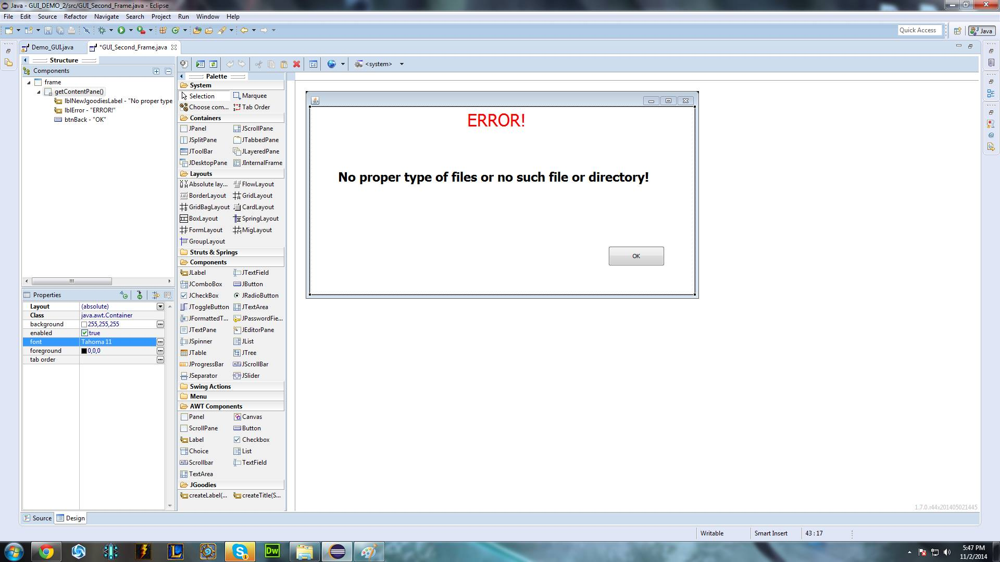 Java - GUI_DEMO_2/src/GUI_Second_Frame.java - Eclipse
File Edit Source Refactor Navigate Search Project Run Window Help
Quick Access
Java
Demo_GUI.java
*GUI_Second_Frame.java
Structure
Components
frame
getContentPane()
lblNewJgoodiesLabel - "No proper type
lblError - "ERROR!"
btnBack - "OK"
Properties
Layout (absolute)
Class java.awt.Container
background 255,255,255
enabled true
font Tahoma 11
foreground 0,0,0
tab order
Source Design
<system>
Palette
System
Selection Marquee
Choose com... Tab Order
Containers
JPanel JScrollPane
JSplitPane JTabbedPane
JToolBar JLayeredPane
JDesktopPane JInternalFrame
Layouts
Absolute lay... FlowLayout
BorderLayout GridLayout
GridBagLayout CardLayout
BoxLayout SpringLayout
FormLayout MigLayout
GroupLayout
Struts & Springs
Components
JLabel JTextField
JComboBox JButton
JCheckBox JRadioButton
JToggleButton JTextArea
JFormattedT... JPasswordFie...
JTextPane JEditorPane
JSpinner JList
JTable JTree
JProgressBar JScrollBar
JSeparator JSlider
Swing Actions
Menu
AWT Components
Panel Canvas
ScrollPane Button
Label Checkbox
Choice List
Scrollbar TextField
TextArea
JGoodies
createLabel(... createTitle(S...
ERROR!
No proper type of files or no such file or directory!
OK
1.7.0.r44x201405021445
Writable Smart Insert 43 : 17
Dw
5:47 PM
11/2/2014